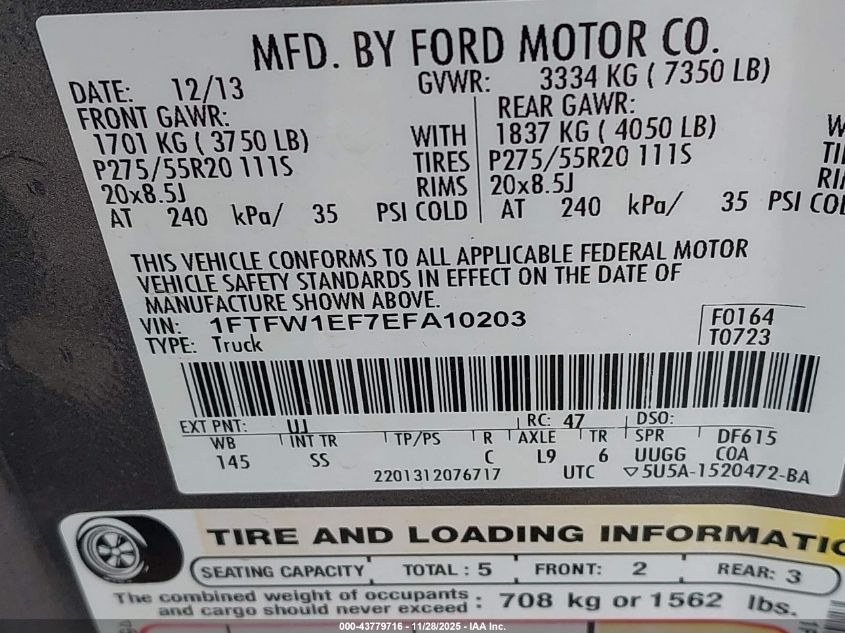 MFD. BY FORD MOTOR CO.
DATE: 12/13 GVWR: 3334 KG ( 7350 LB)
FRONT GAWR: REAR GAWR:
1701 KG ( 3750 LB) WITH 1837 KG ( 4050 LB)
P275/55R20 111S TIRES P275/55R20 111S
20x8.5J RIMS 20x8.5J
AT 240 kPa/ 35 PSI COLD AT 240 kPa/ 35 PSI
THIS VEHICLE CONFORMS TO ALL APPLICABLE FEDERAL MOTOR
VEHICLE SAFETY STANDARDS IN EFFECT ON THE DATE OF
MANUFACTURE SHOWN ABOVE.
VIN: 1FTFW1EF7EFA10203 F0164
TYPE: Truck T0723
EXT PNT: UJ RC: 47 DSO:
WB INT TR TP/PS R AXLE TR SPR DF615
145 SS C L9 6 UUGG COA
2201312076717 UTC ▽5U5A-1520472-BA
TIRE AND LOADING INFORMATIO
SEATING CAPACITY TOTAL : 5 FRONT: 2 REAR: 3
The combined weight of occupants
and cargo should never exceed : 708 kg or 1562 lbs.
000-43779716 - 11/28/2025 - IAA Inc.